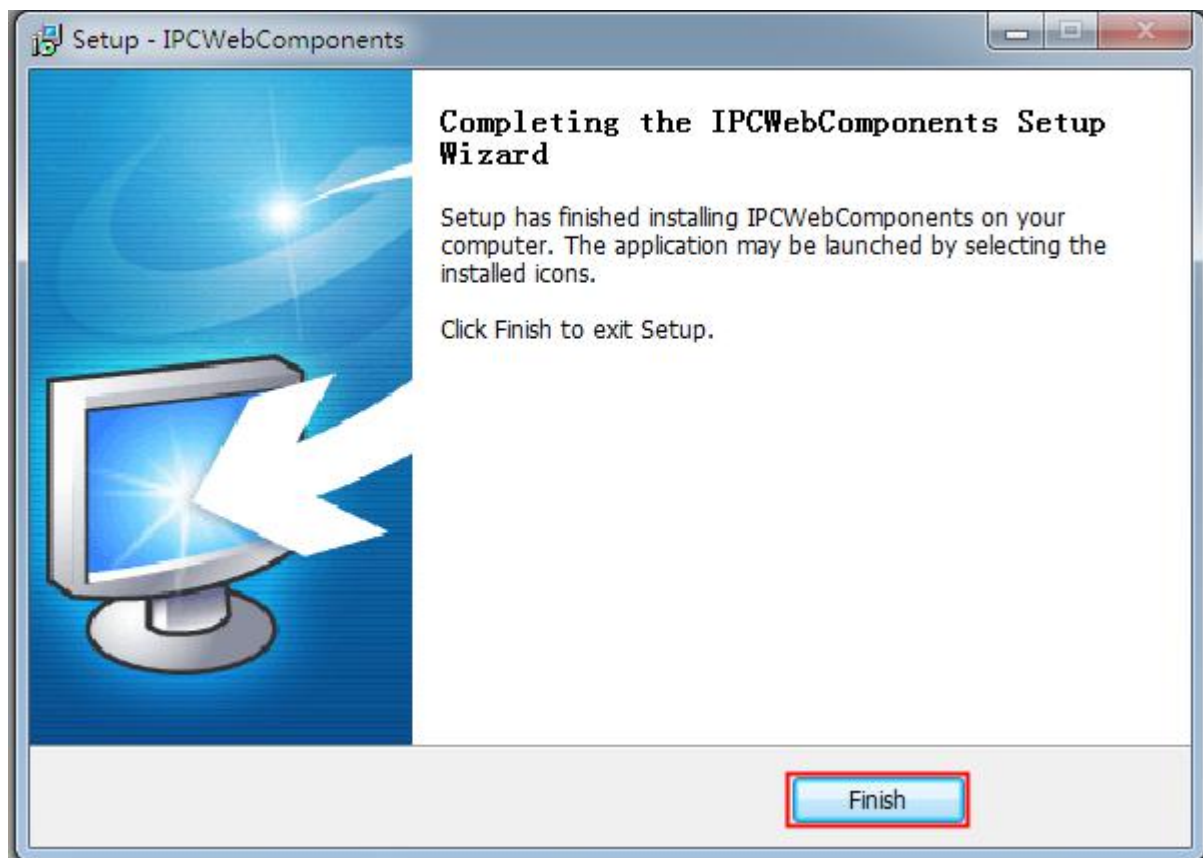 Setup - IPCWebComponents
Completing the IPCWebComponents Setup
Wizard
Setup has finished installing IPCWebComponents on your
computer. The application may be launched by selecting the
installed icons.
Click Finish to exit Setup.
Finish